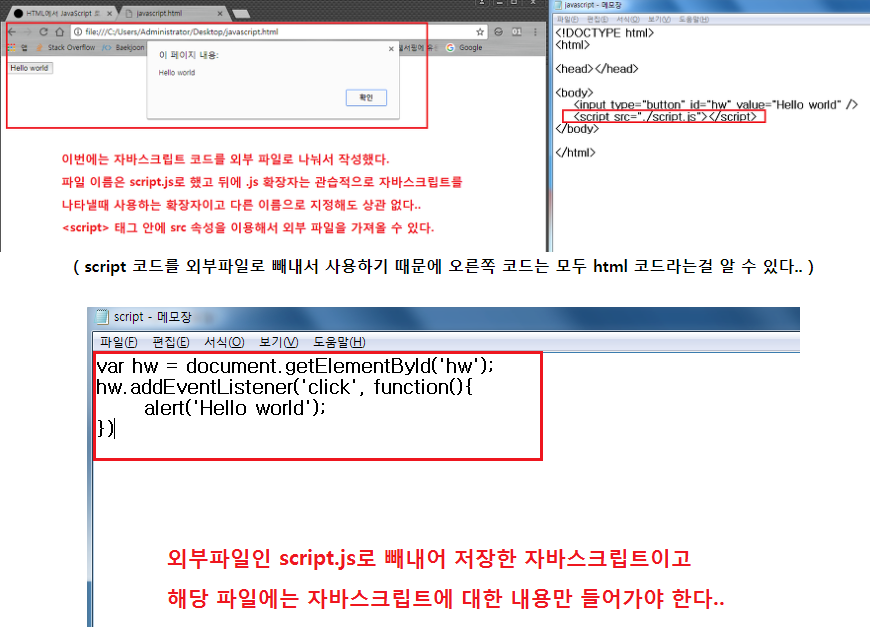 HTML에서 JavaScript 로
javascript.html
file:///C:/Users/Administrator/Desktop/javascript.html
앱
Stack Overflow
Baekjoon
Google
Hello world
이 페이지 내용:
Hello world
확인
이번에는 자바스크립트 코드를 외부 파일로 나눠서 작성했다.
파일 이름은 script.js로 했고 뒤에 .js 확장자는 관습적으로 자바스크립트를
나타낼때 사용하는 확장자이고 다른 이름으로 지정해도 상관 없다..
<script> 태그 안에 src 속성을 이용해서 외부 파일을 가져올 수 있다.
javascript - 메모장
파일(F) 편집(E) 서식(O) 보기(V) 도움말(H)
<!DOCTYPE html>
<html>
<head></head>
<body>
<input type="button" id="hw" value="Hello world" />
<script src="./script.js"></script>
</body>
</html>
( script 코드를 외부파일로 빼내서 사용하기 때문에 오른쪽 코드는 모두 html 코드라는걸 알 수 있다.. )
script - 메모장
파일(F) 편집(E) 서식(O) 보기(V) 도움말(H)
var hw = document.getElementById('hw');
hw.addEventListener('click', function(){
alert('Hello world');
})
외부파일인 script.js로 빼내어 저장한 자바스크립트이고
해당 파일에는 자바스크립트에 대한 내용만 들어가야 한다..